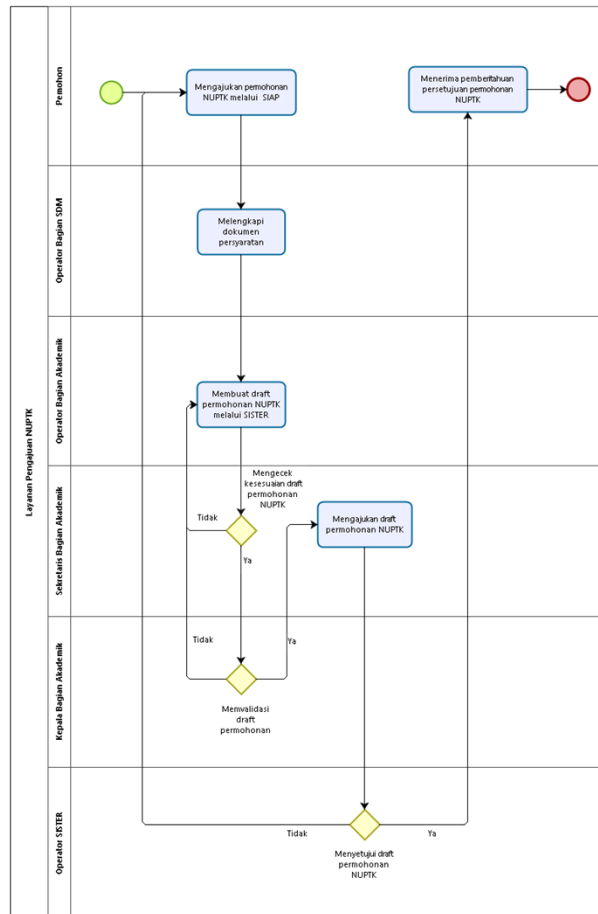 Layanan Pengajuan NUPTK
Pemohon
Mengajukan permohonan
NUPTK melalui SIAP
Menerima pemberitahuan
persetujuan permohonan
NUPTK
Operator Bagian SDM
Melengkapi
dokumen
persyaratan
Operator Bagian Akademik
Membuat draft
permohonan NUPTK
melalui SISTER
Sekretaris Bagian Akademik
Mengecek
kesesuaian draft
permohonan
NUPTK
Tidak
Ya
Mengajukan draft
permohonan NUPTK
Kepala Bagian Akademik
Tidak
Ya
Memvalidasi
draft
permohonan
Operator SISTER
Tidak
Ya
Menyetujui draft
permohonan
NUPTK